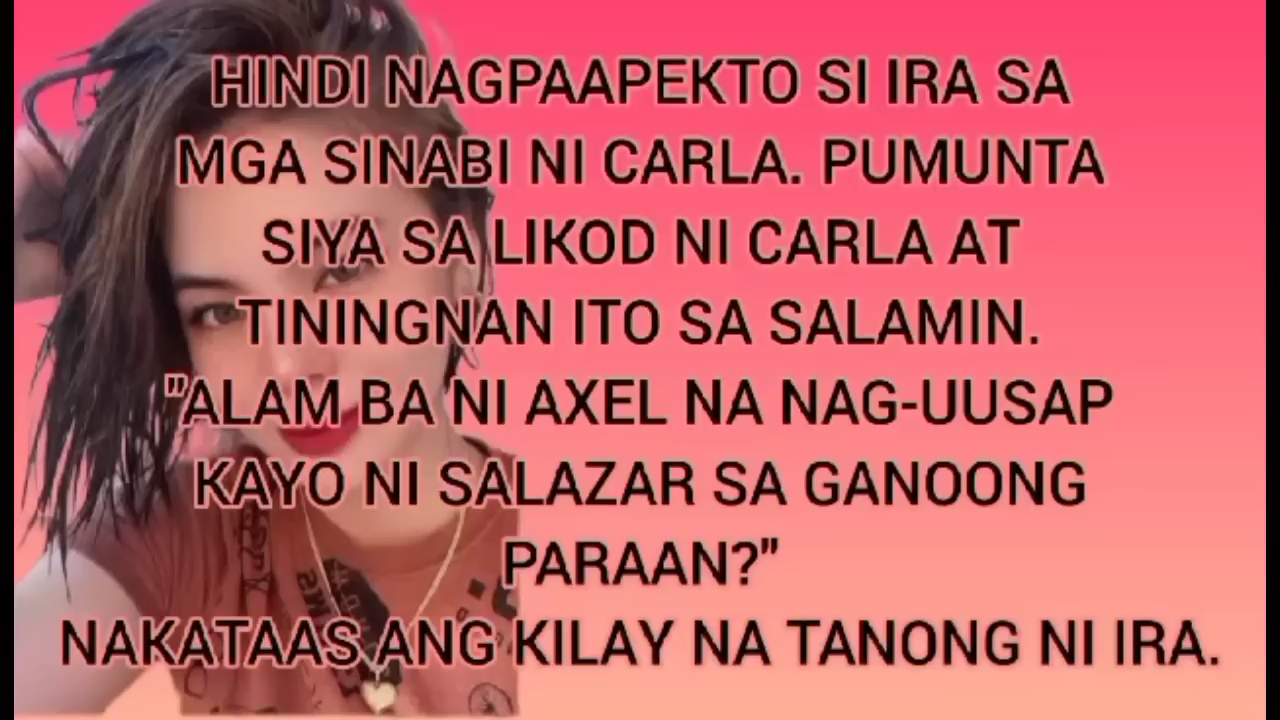 HINDI NAGPAAPEKTO SI IRA SA
MGA SINABI NI CARLA. PUMUNTA
SIYA SA LIKOD NI CARLA AT
TININGNAN ITO SA SALAMIN.
"ALAM BA NI AXEL NA NAG-UUSAP
KAYO NI SALAZAR SA GANOONG
PARAAN?"
NAKATAAS ANG KILAY NA TANONG NI IRA.